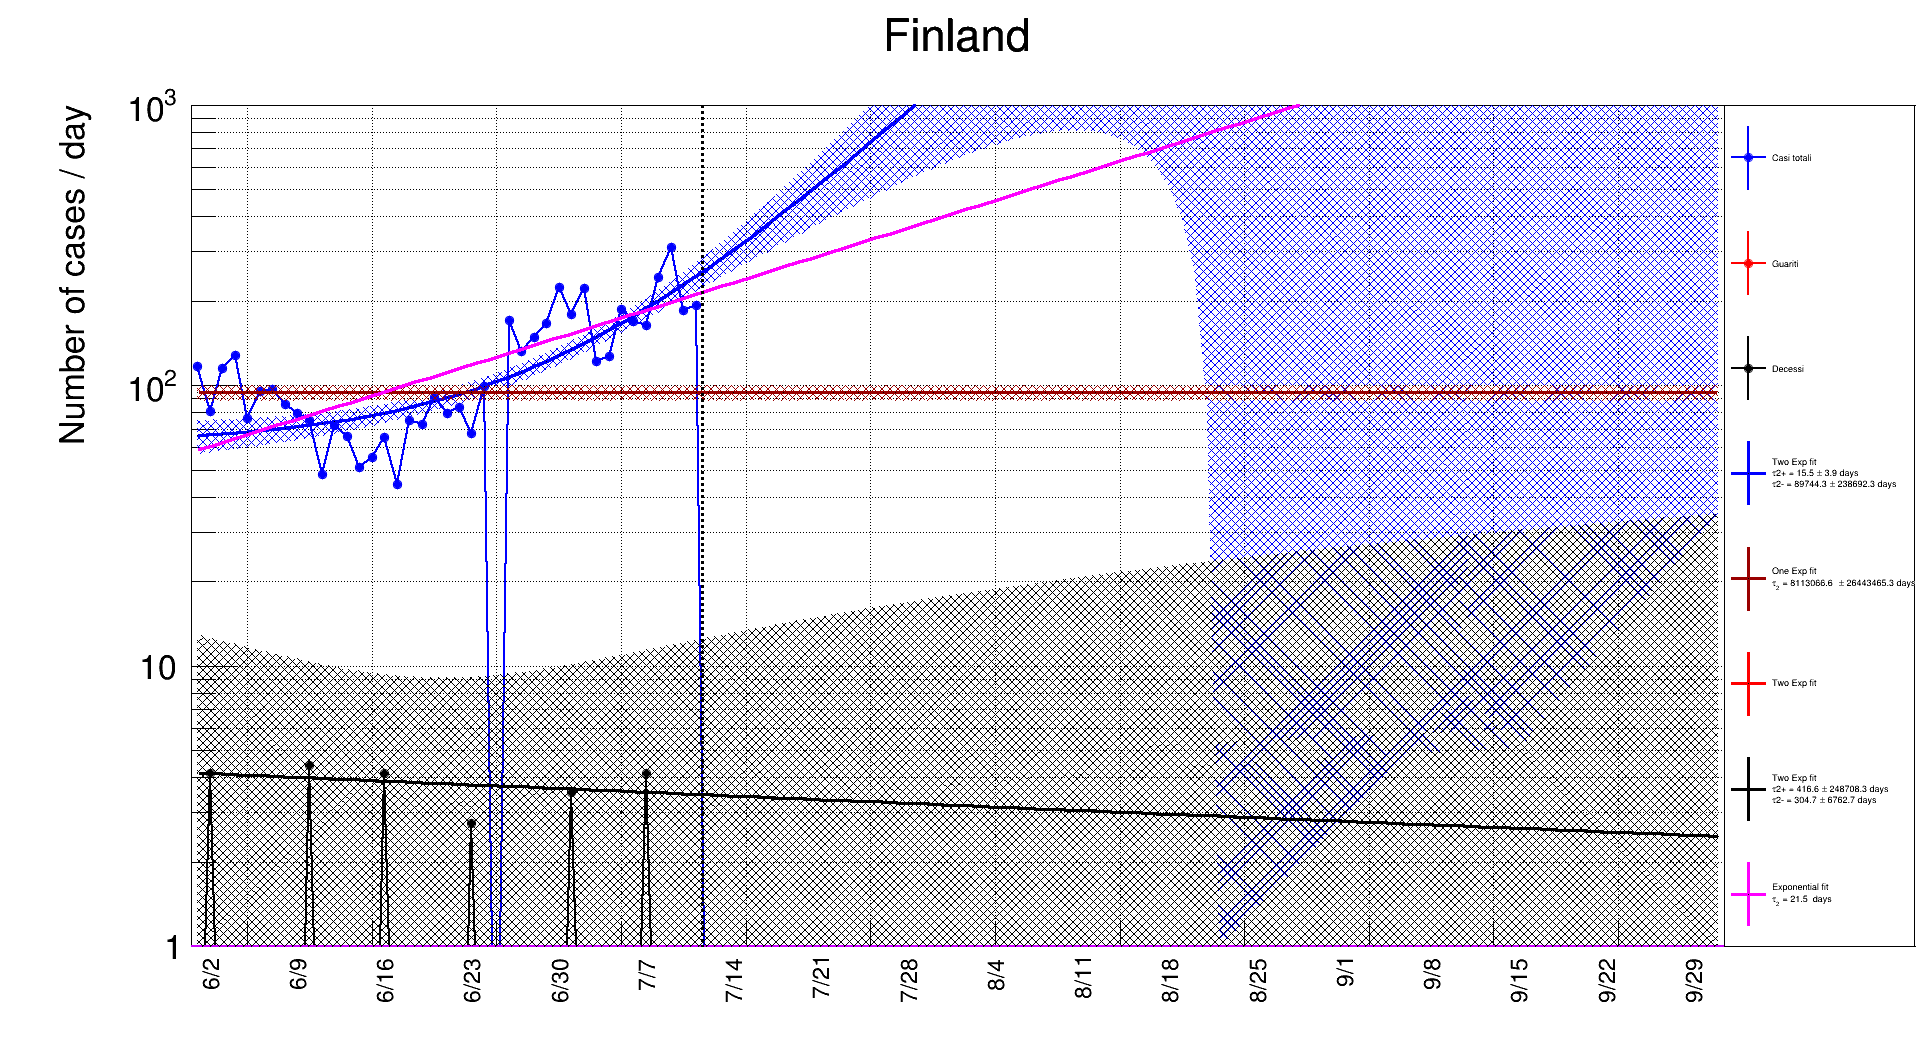 Finland
Number of cases / day
10³
10²
10
1
6/2
6/9
6/16
6/23
6/30
7/7
7/14
7/21
7/28
8/4
8/11
8/18
8/25
9/1
9/8
9/15
9/22
9/29
Casi totali
Guariti
Decessi
Two Exp fit
τ2+ = 15.5 ± 3.9 days
τ2- = 89744.3 ± 238692.3 days
One Exp fit
τ₂ = 8113066.6 ± 26443465.3 days
Two Exp fit
Two Exp fit
τ2+ = 416.6 ± 248708.3 days
τ2- = 304.7 ± 6762.7 days
Exponential fit
τ₂ = 21.5 days